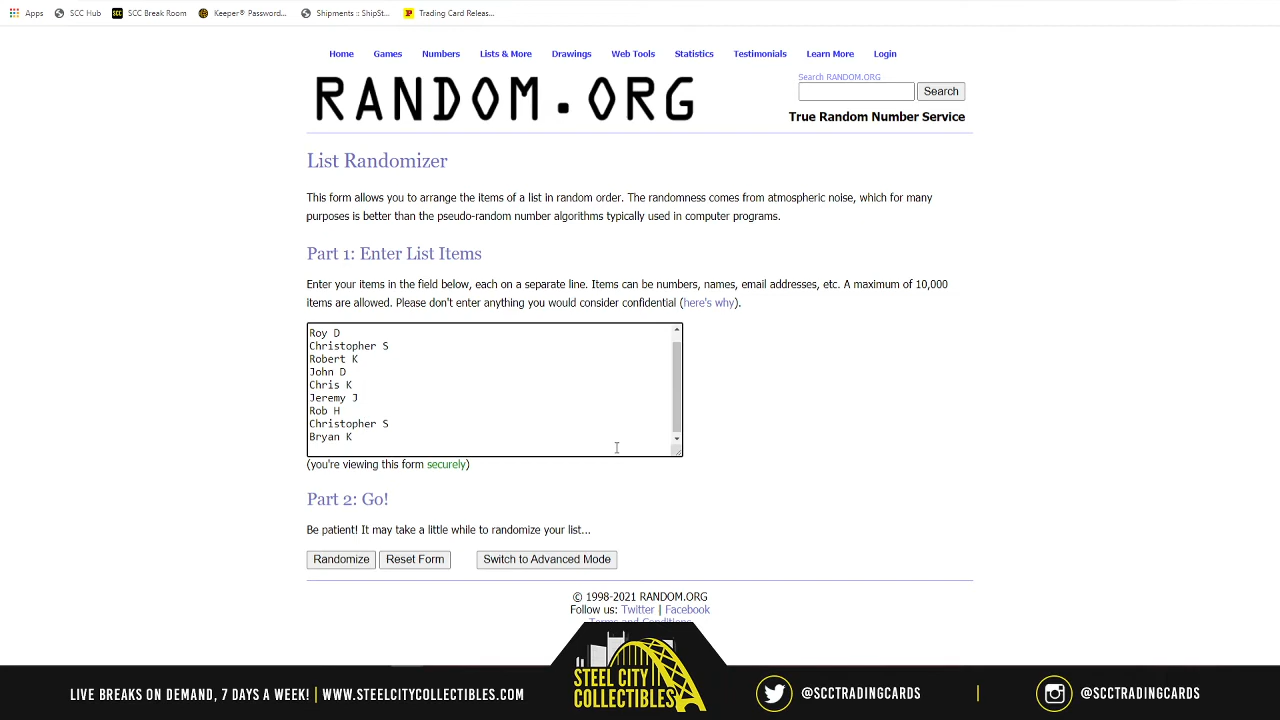 Apps SCC Hub SCC Break Room Keeper® Password... Shipments :: ShipSt... Trading Card Releas...
Home Games Numbers Lists & More Drawings Web Tools Statistics Testimonials Learn More Login
RANDOM.ORG
Search RANDOM.ORG
Search
True Random Number Service
List Randomizer
This form allows you to arrange the items of a list in random order. The randomness comes from atmospheric noise, which for many
purposes is better than the pseudo-random number algorithms typically used in computer programs.
Part 1: Enter List Items
Enter your items in the field below, each on a separate line. Items can be numbers, names, email addresses, etc. A maximum of 10,000
items are allowed. Please don't enter anything you would consider confidential (here's why).
Roy D
Christopher S
Robert K
John D
Chris K
Jeremy J
Rob H
Christopher S
Bryan K
(you're viewing this form securely)
Part 2: Go!
Be patient! It may take a little while to randomize your list...
Randomize Reset Form Switch to Advanced Mode
© 1998-2021 RANDOM.ORG
Follow us: Twitter | Facebook
Terms and Conditions
STEEL CITY
COLLECTIBLES
LIVE BREAKS ON DEMAND, 7 DAYS A WEEK! | WWW.STEELCITYCOLLECTIBLES.COM
@SCCTRADINGCARDS | @SCCTRADINGCARDS